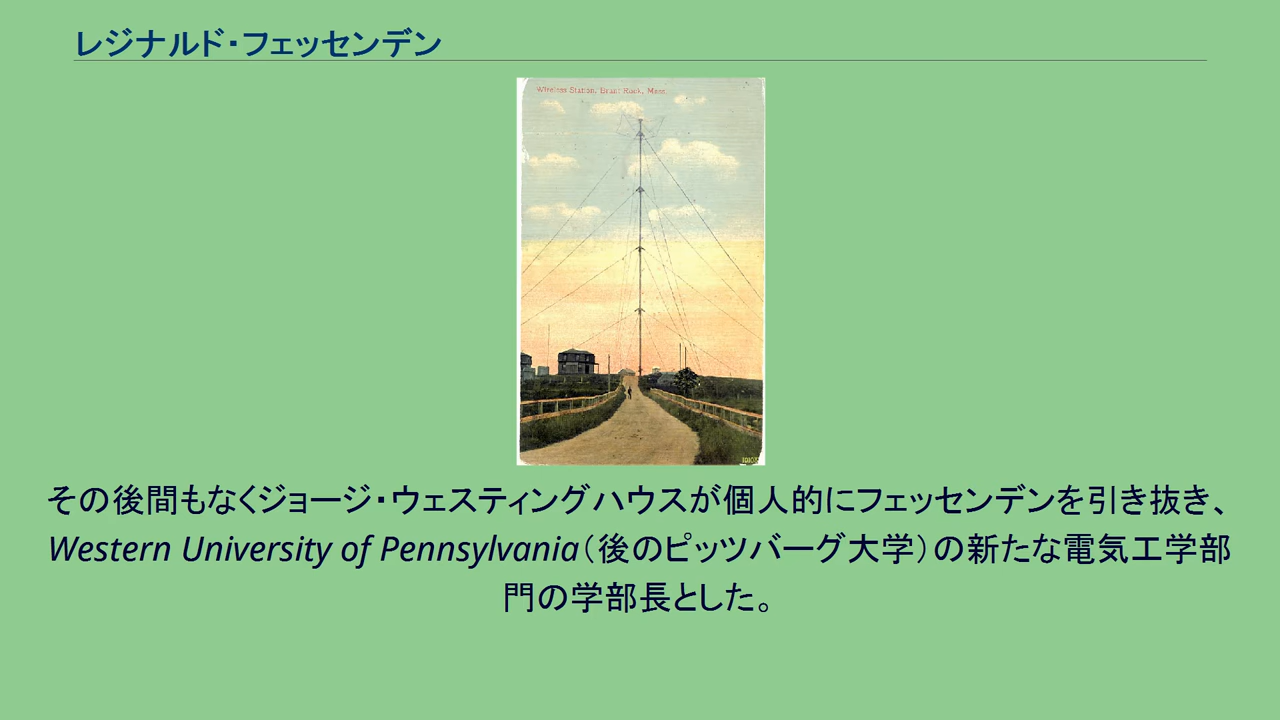 レジナルド・フェッセンデン
Wireless Station, Brant Rock, Mass.
その後間もなくジョージ・ウェスティングハウスが個人的にフェッセンデンを引き抜き、
Western University of Pennsylvania（後のピッツバーグ大学）の新たな電気工学部
門の学部長とした。